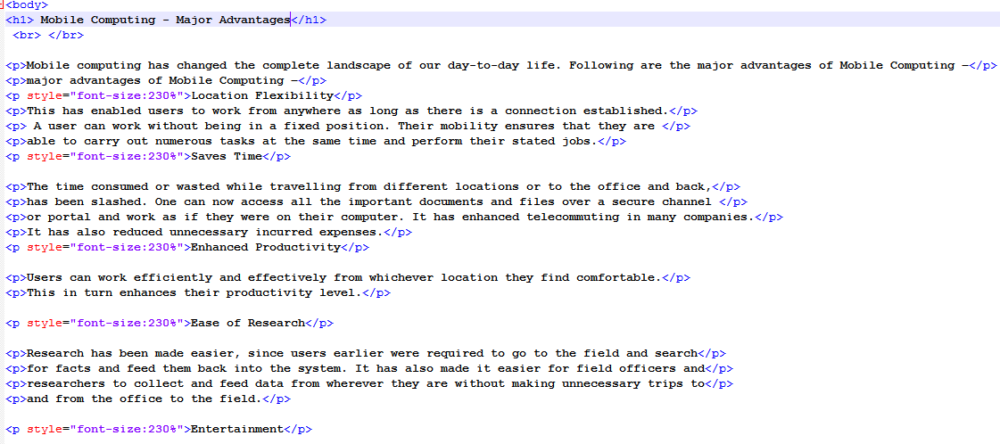 <body>
<h1> Mobile Computing - Major Advantages</h1>
<br> </br>
<p>Mobile computing has changed the complete landscape of our day-to-day life. Following are the major advantages of Mobile Computing −</p>
<p>major advantages of Mobile Computing −</p>
<p style="font-size:230%">Location Flexibility</p>
<p>This has enabled users to work from anywhere as long as there is a connection established.</p>
<p> A user can work without being in a fixed position. Their mobility ensures that they are </p>
<p>able to carry out numerous tasks at the same time and perform their stated jobs.</p>
<p style="font-size:230%">Saves Time</p>
<p>The time consumed or wasted while travelling from different locations or to the office and back,</p>
<p>has been slashed. One can now access all the important documents and files over a secure channel </p>
<p>or portal and work as if they were on their computer. It has enhanced telecommuting in many companies.</p>
<p>It has also reduced unnecessary incurred expenses.</p>
<p style="font-size:230%">Enhanced Productivity</p>
<p>Users can work efficiently and effectively from whichever location they find comfortable.</p>
<p>This in turn enhances their productivity level.</p>
<p style="font-size:230%">Ease of Research</p>
<p>Research has been made easier, since users earlier were required to go to the field and search</p>
<p>for facts and feed them back into the system. It has also made it easier for field officers and</p>
<p>researchers to collect and feed data from wherever they are without making unnecessary trips to</p>
<p>and from the office to the field.</p>
<p style="font-size:230%">Entertainment</p>